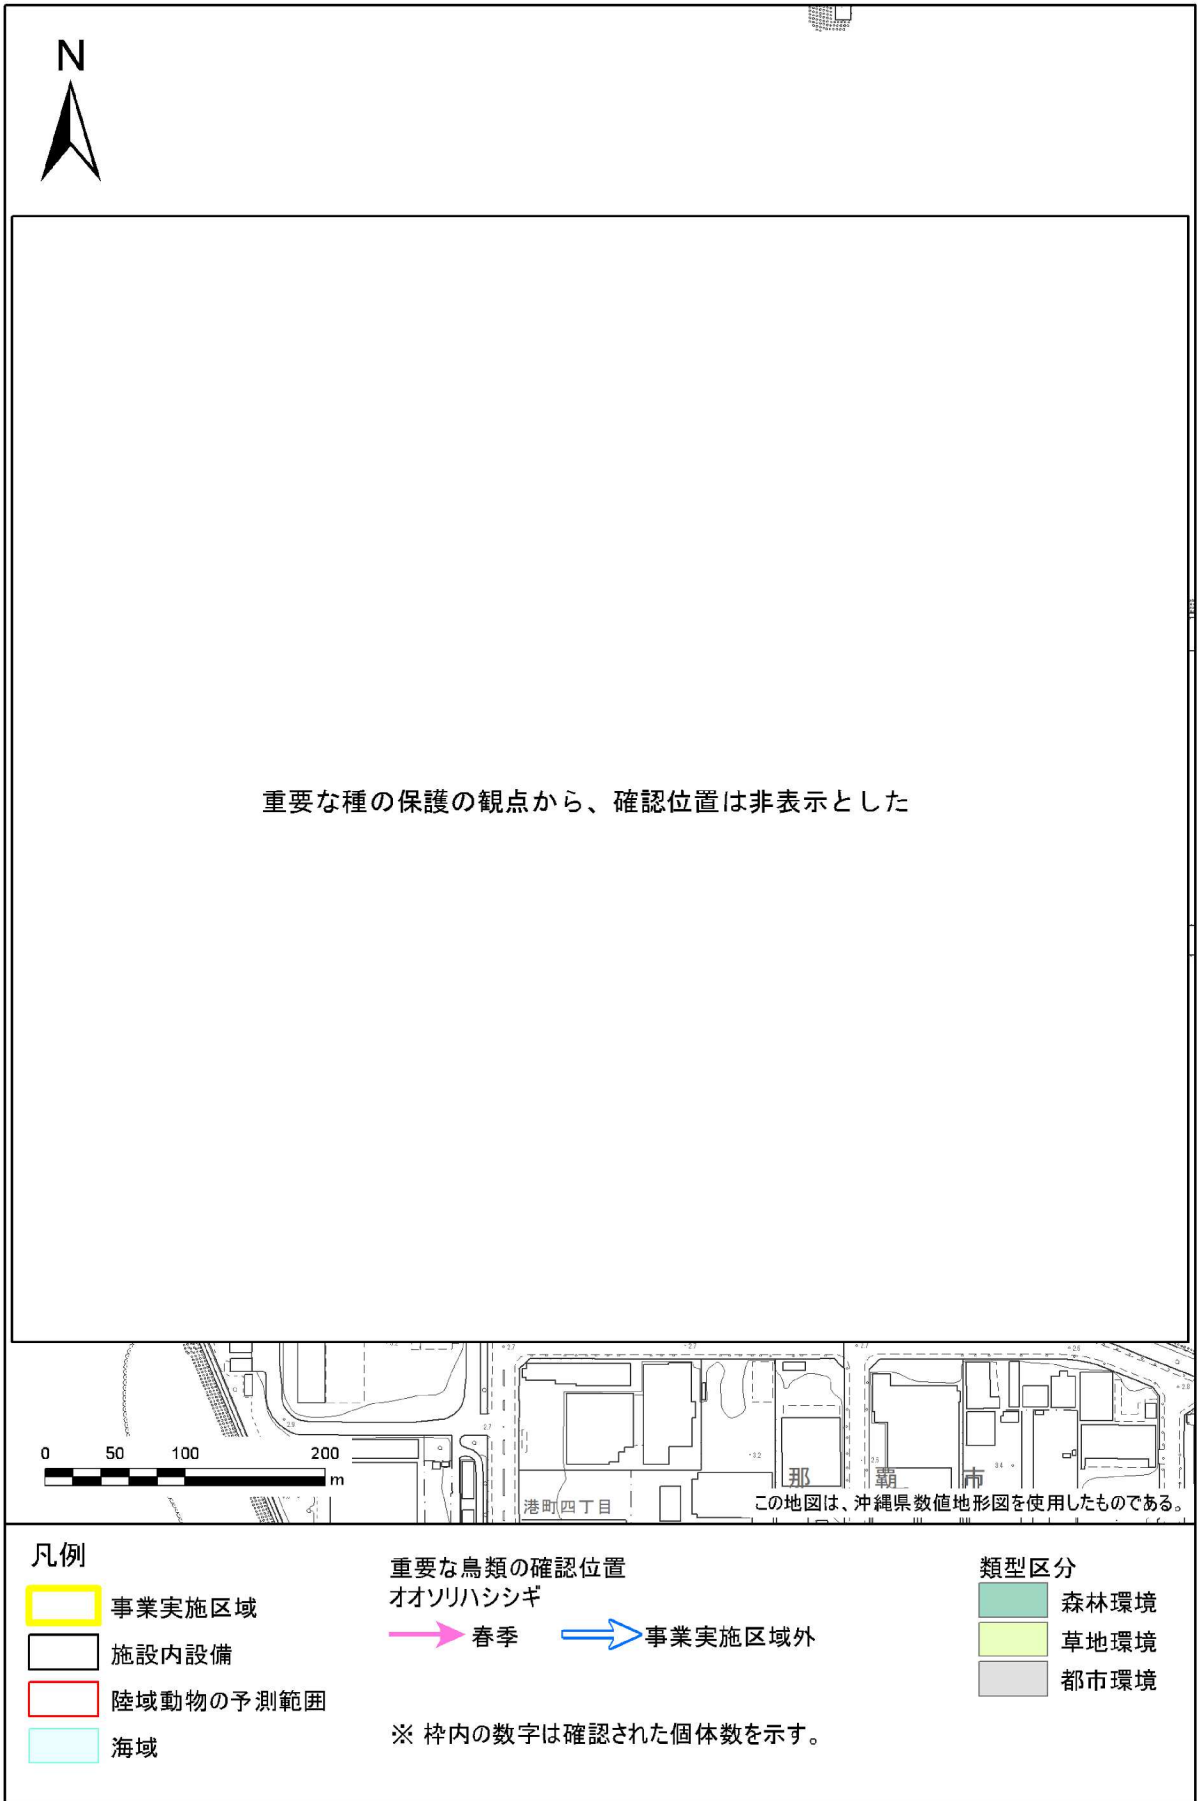 N
重要な種の保護の観点から、確認位置は非表示とした
0 50 100 200
m
港町四丁目
那 覇 市
この地図は、沖縄県数値地形図を使用したものである。
凡例
事業実施区域
施設内設備
陸域動物の予測範囲
海域
重要な鳥類の確認位置
オオソリハシシギ
春季
事業実施区域外
※ 枠内の数字は確認された個体数を示す。
類型区分
森林環境
草地環境
都市環境